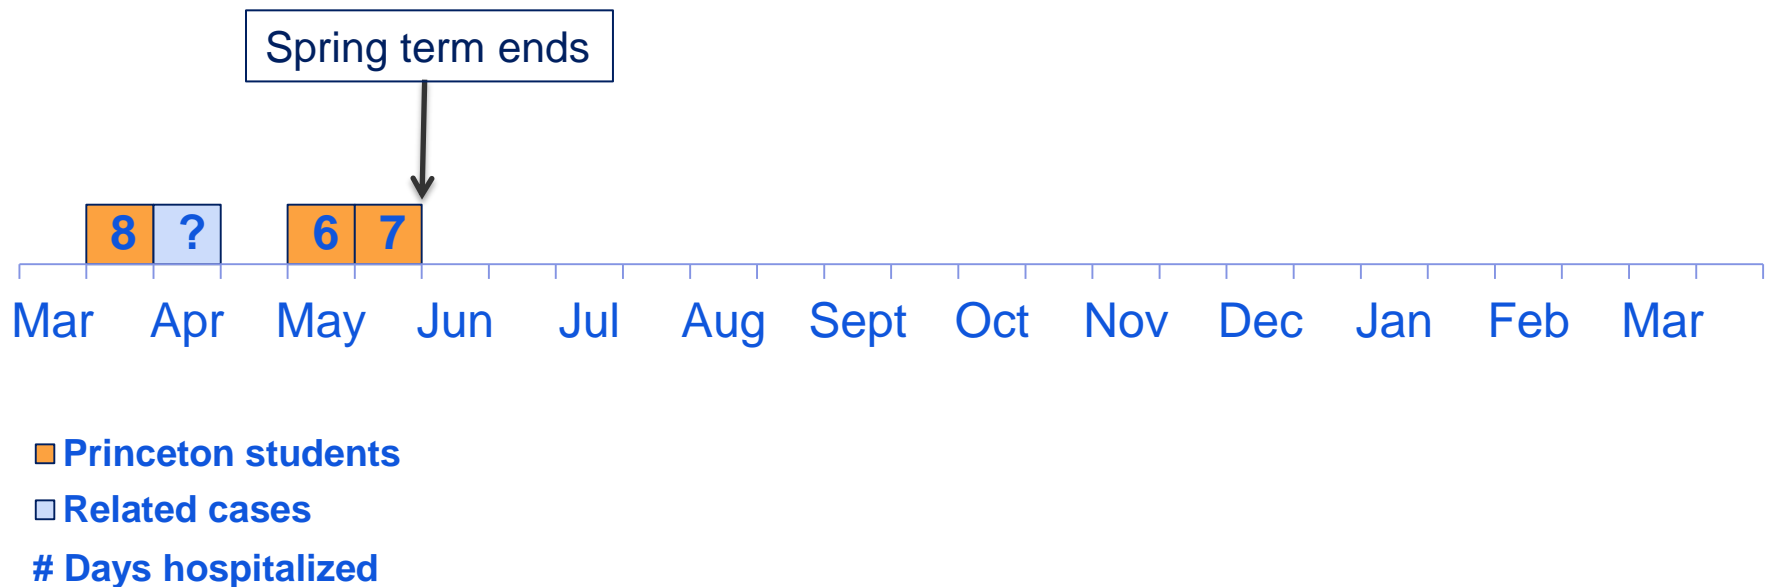 Spring term ends
8 ? 6 7
Mar Apr May Jun Jul Aug Sept Oct Nov Dec Jan Feb Mar
Princeton students
Related cases
# Days hospitalized